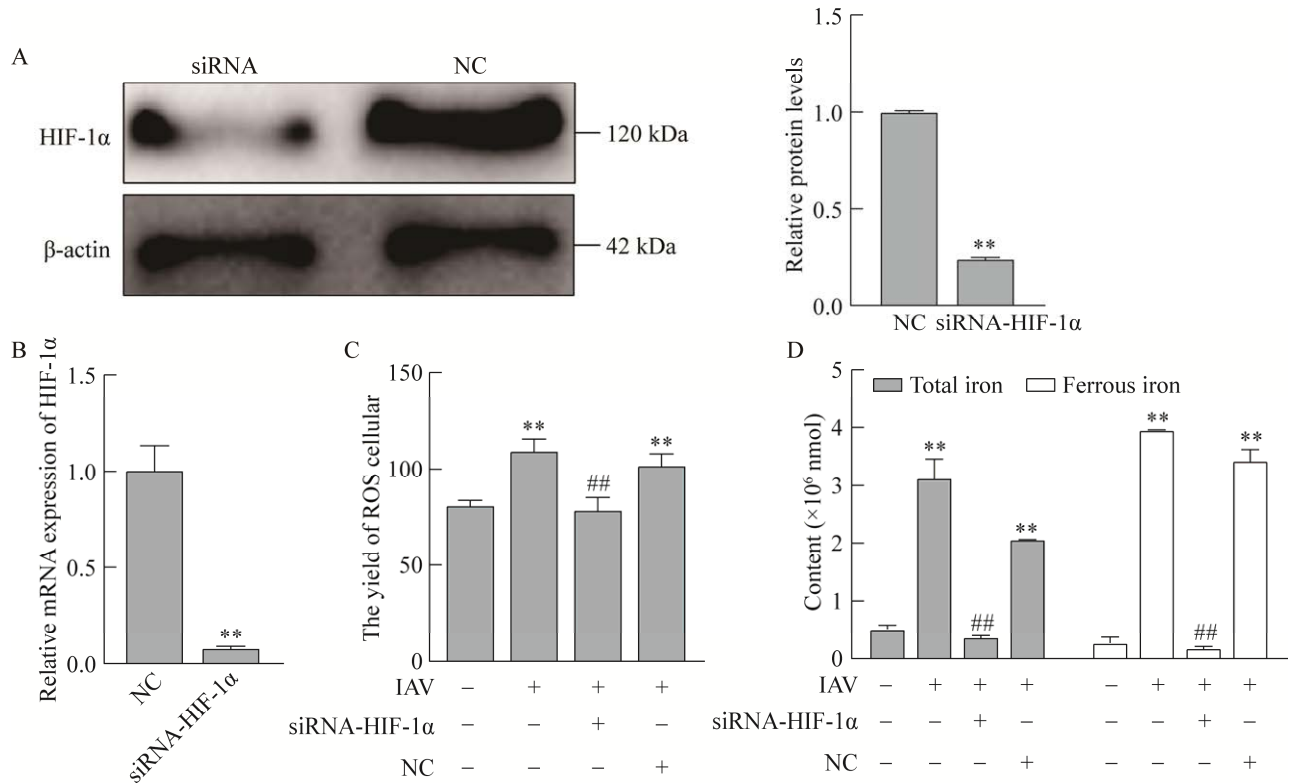 A
siRNA NC
HIF-1α
120 kDa
β-actin
42 kDa
Relative protein levels
1.5
1.0
0.5
0.0
**
NC siRNA-HIF-1α
B
Relative mRNA expression of HIF-1α
1.5
1.0
0.5
0.0
**
NC
siRNA-HIF-1α
C
The yield of ROS cellular
150
100
50
0
** ## **
IAV − + + +
siRNA-HIF-1α − − + −
NC − − − +
D
Content (×10⁶ nmol)
5
4
3
2
1
0
Total iron Ferrous iron
** ## ** ** ## **
IAV − + + + − + + +
siRNA-HIF-1α − − + − − − + −
NC − − − + − − − +